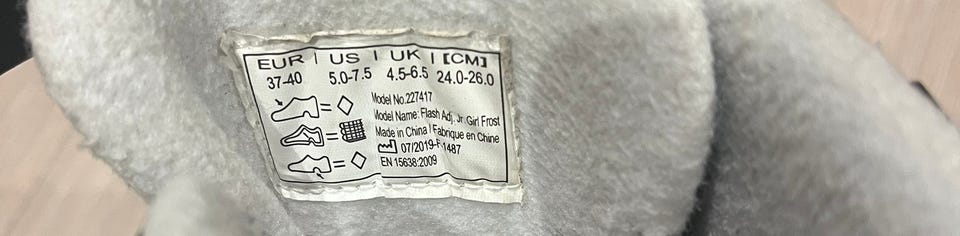 EUR | US | UK | [CM]
37-40 5.0-7.5 4.5-6.5 24.0-26.0
Model No.227417
Model Name: Flash Adj. Jr. Girl Frost
Made in China | Fabrique en Chine
07/2019-F-1487
EN 15638:2009